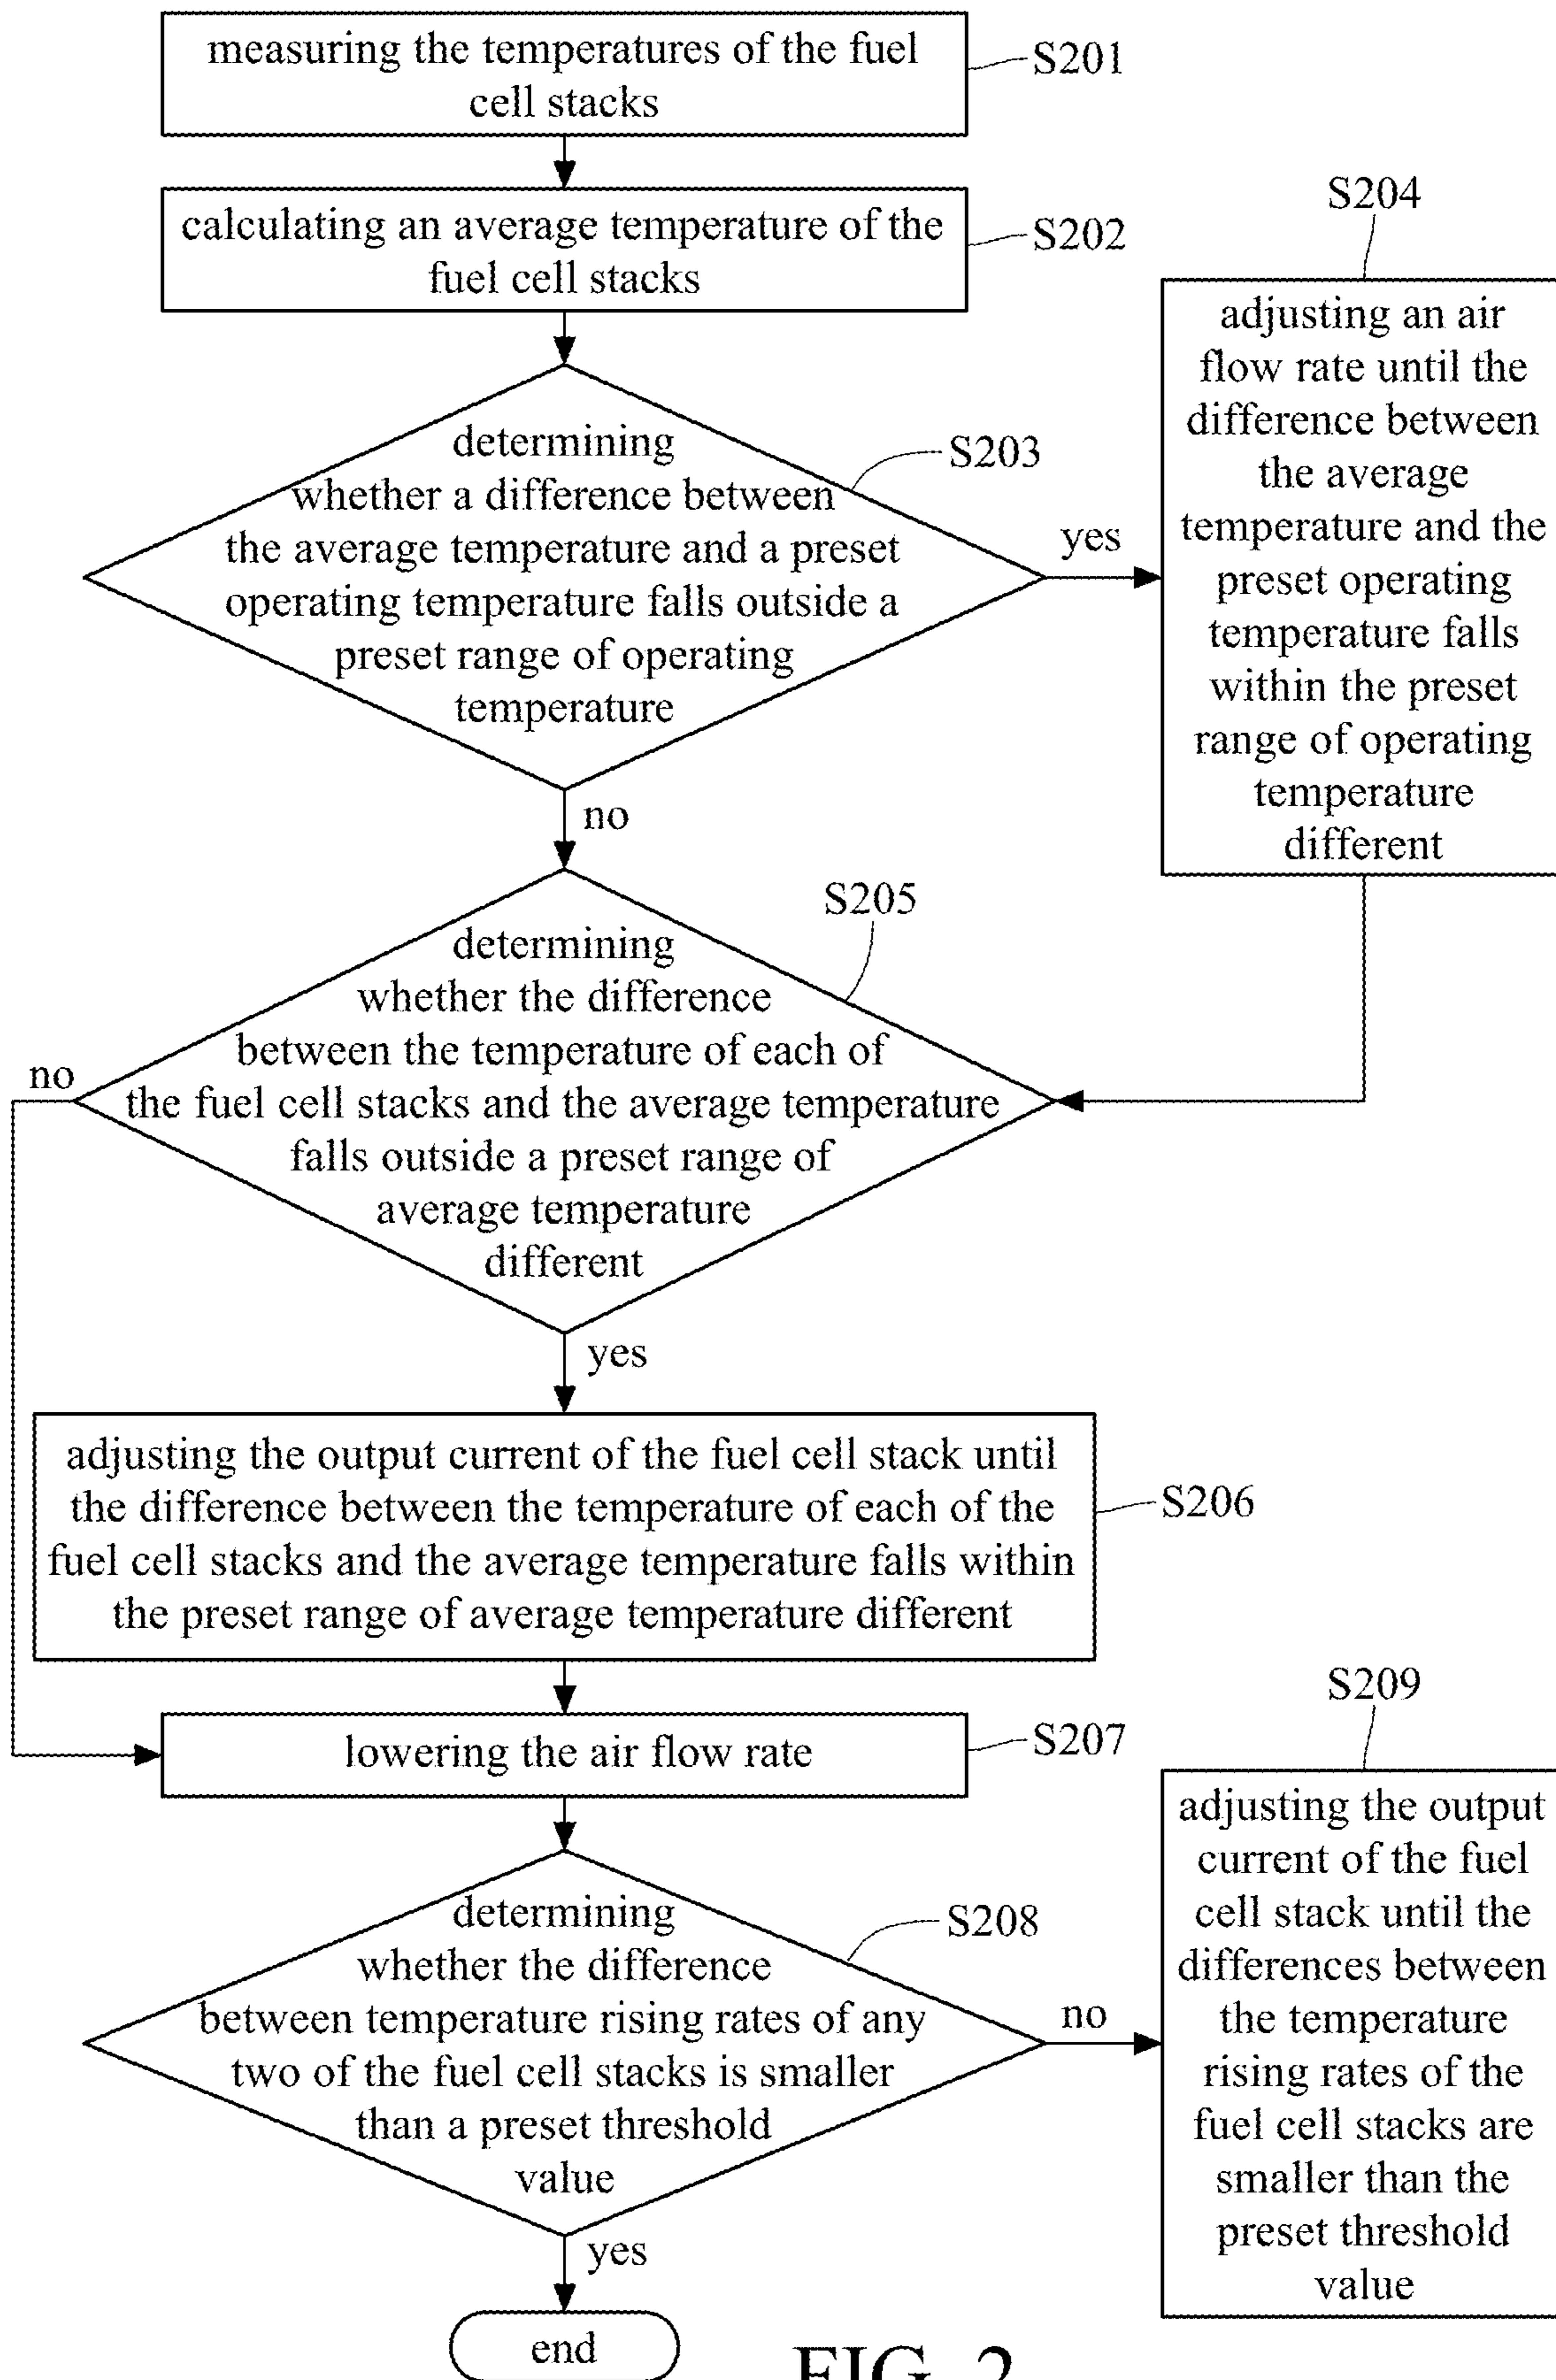 measuring the temperatures of the fuel
cell stacks
S201
calculating an average temperature of the
fuel cell stacks
S202
S204
adjusting an air
flow rate until the
difference between
the average
temperature and the
preset operating
temperature falls
within the preset
range of operating
temperature
different
determining
whether a difference between
the average temperature and a preset
operating temperature falls outside a
preset range of operating
temperature
S203
yes
no
S205
determining
whether the difference
between the temperature of each of
the fuel cell stacks and the average temperature
falls outside a preset range of
average temperature
different
no
yes
adjusting the output current of the fuel cell stack until
the difference between the temperature of each of the
fuel cell stacks and the average temperature falls within
the preset range of average temperature different
S206
lowering the air flow rate
S207
S209
adjusting the output
current of the fuel
cell stack until the
differences between
the temperature
rising rates of the
fuel cell stacks are
smaller than the
preset threshold
value
determining
whether the difference
between temperature rising rates of any
two of the fuel cell stacks is smaller
than a preset threshold
value
S208
no
yes
end
FIG. 2